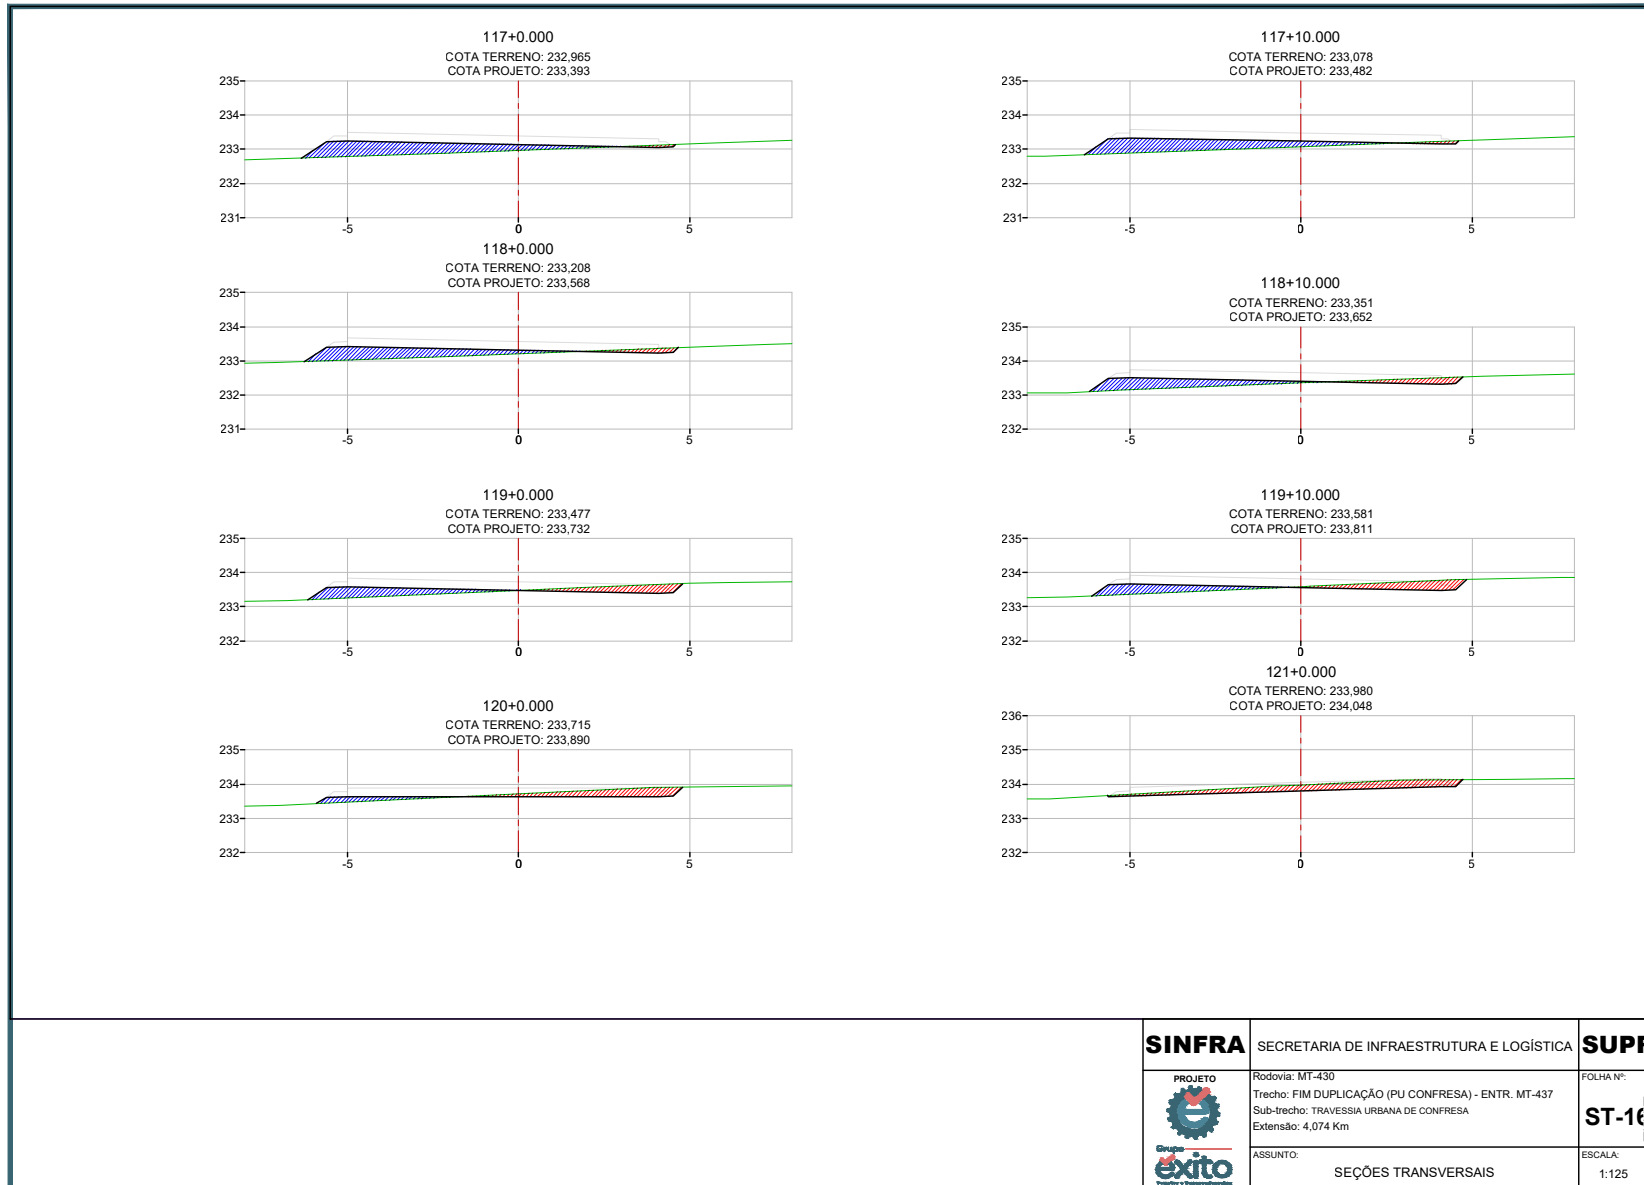 117+0.000
COTA TERRENO: 232,965
COTA PROJETO: 233,393
235
234
233
232
231
-5
0
5
117+10.000
COTA TERRENO: 233,078
COTA PROJETO: 233,482
235
234
233
232
231
-5
0
5
118+0.000
COTA TERRENO: 233,208
COTA PROJETO: 233,568
235
234
233
232
231
-5
0
5
118+10.000
COTA TERRENO: 233,351
COTA PROJETO: 233,652
235
234
233
232
-5
0
5
119+0.000
COTA TERRENO: 233,477
COTA PROJETO: 233,732
235
234
233
232
-5
0
5
119+10.000
COTA TERRENO: 233,581
COTA PROJETO: 233,811
235
234
233
232
-5
0
5
120+0.000
COTA TERRENO: 233,715
COTA PROJETO: 233,890
235
234
233
232
-5
0
5
121+0.000
COTA TERRENO: 233,980
COTA PROJETO: 234,048
236
235
234
233
232
-5
0
5
SINFRA
SECRETARIA DE INFRAESTRUTURA E LOGÍSTICA
PROJETO
Grupo
êxito
Rodovia: MT-430
Trecho: FIM DUPLICAÇÃO (PU CONFRESA) - ENTR. MT-437
Sub-trecho: TRAVESSIA URBANA DE CONFRESA
Extensão: 4,074 Km
FOLHA Nº:
ST-16
ASSUNTO:
SEÇÕES TRANSVERSAIS
ESCALA:
1:125